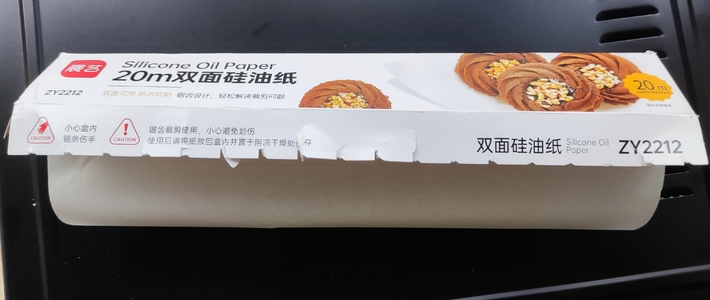 展艺
Silicone Oil Paper
20m双面硅油纸
ZY2212
锯齿设计，轻松解决裁剪问题
20m
CAUTION
小心盒内
锯条伤手
CAUTION
锯齿裁剪使用，小心避免划伤
使用后请将纸放回盒内并置于阴凉干燥处 存
双面硅油纸
Silicone Oil
Paper
ZY2212